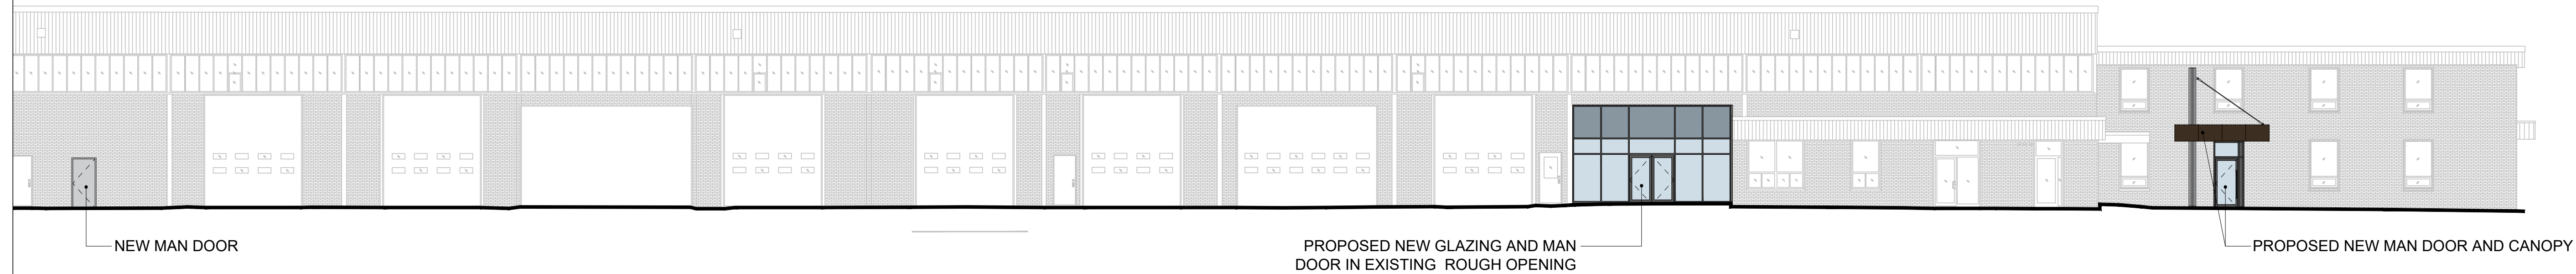 NEW MAN DOOR
PROPOSED NEW GLAZING AND MAN
DOOR IN EXISTING ROUGH OPENING
PROPOSED NEW MAN DOOR AND CANOPY